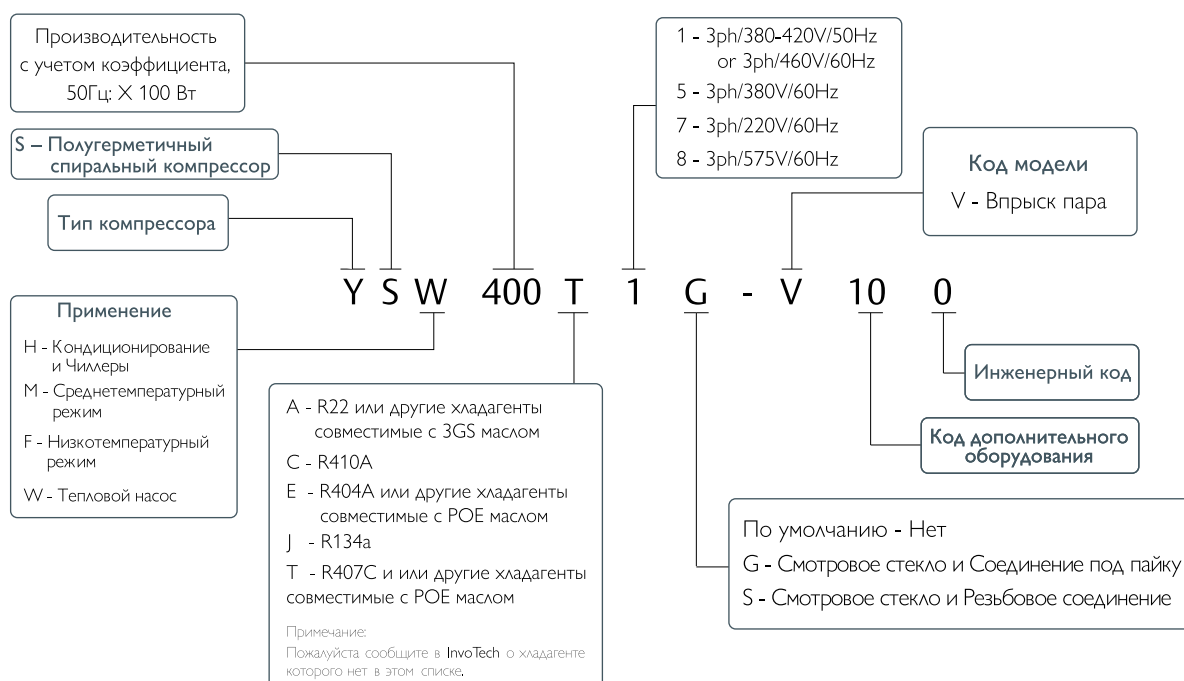 Производительность
с учетом коэффициента,
50Гц: X 100 Вт
S – Полугерметичный
спиральный компрессор
Тип компрессора
1 - 3ph/380-420V/50Hz
or 3ph/460V/60Hz
5 - 3ph/380V/60Hz
7 - 3ph/220V/60Hz
8 - 3ph/575V/60Hz
Код модели
V - Впрыск пара
Y S W 400 T 1 G - V 10 0
Применение
H - Кондиционирование
и Чиллеры
M - Среднетемпературный
режим
F - Низкотемпературный
режим
W - Тепловой насос
A - R22 или другие хладагенты
совместимые с 3GS маслом
C - R410A
E - R404A или другие хладагенты
совместимые с POE маслом
J - R134a
T - R407C и или другие хладагенты
совместимые с POE маслом
Примечание:
Пожалуйста сообщите в InvoTech о хладагенте
которого нет в этом списке.
Инженерный код
Код дополнительного
оборудования
По умолчанию - Нет
G - Смотровое стекло и Соединение под пайку
S - Смотровое стекло и Резьбовое соединение